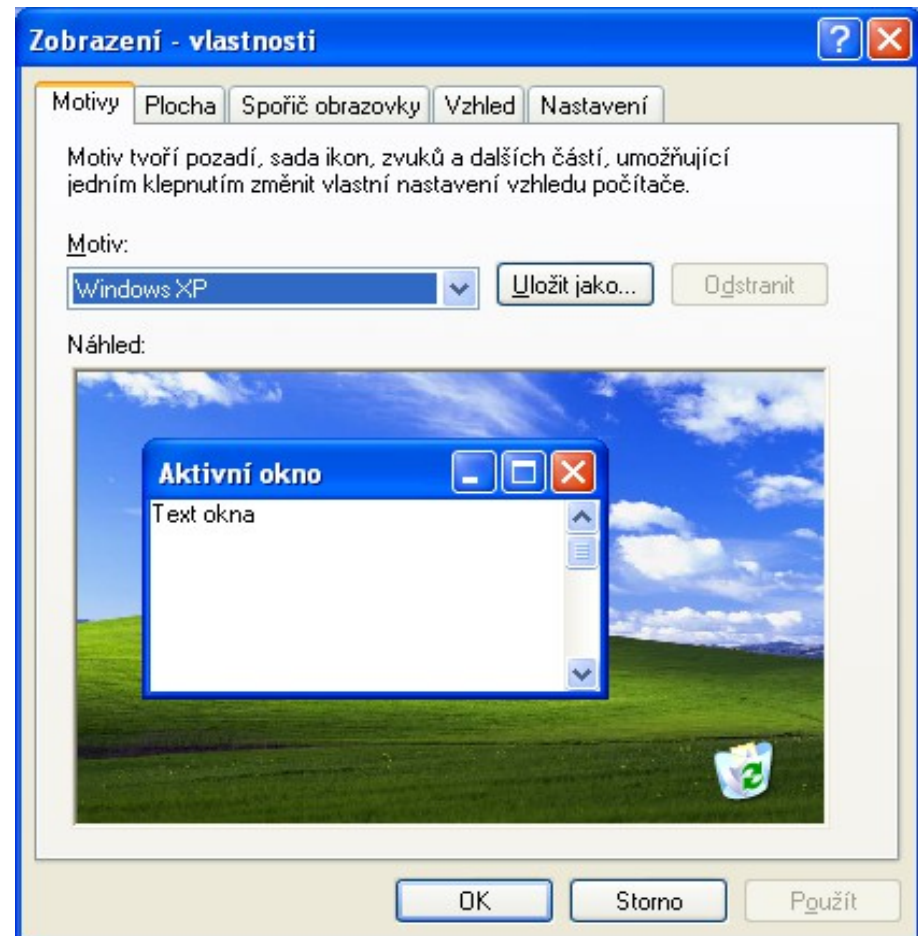 Zobrazení - vlastnosti
Motivy Plocha Spořič obrazovky Vzhled Nastavení
Motiv tvoří pozadí, sada ikon, zvuků a dalších částí, umožňující
jedním klepnutím změnit vlastní nastavení vzhledu počítače.
Motiv:
Windows XP Uložit jako... Odstranit
Náhled:
Aktivní okno
Text okna
OK Storno Použít